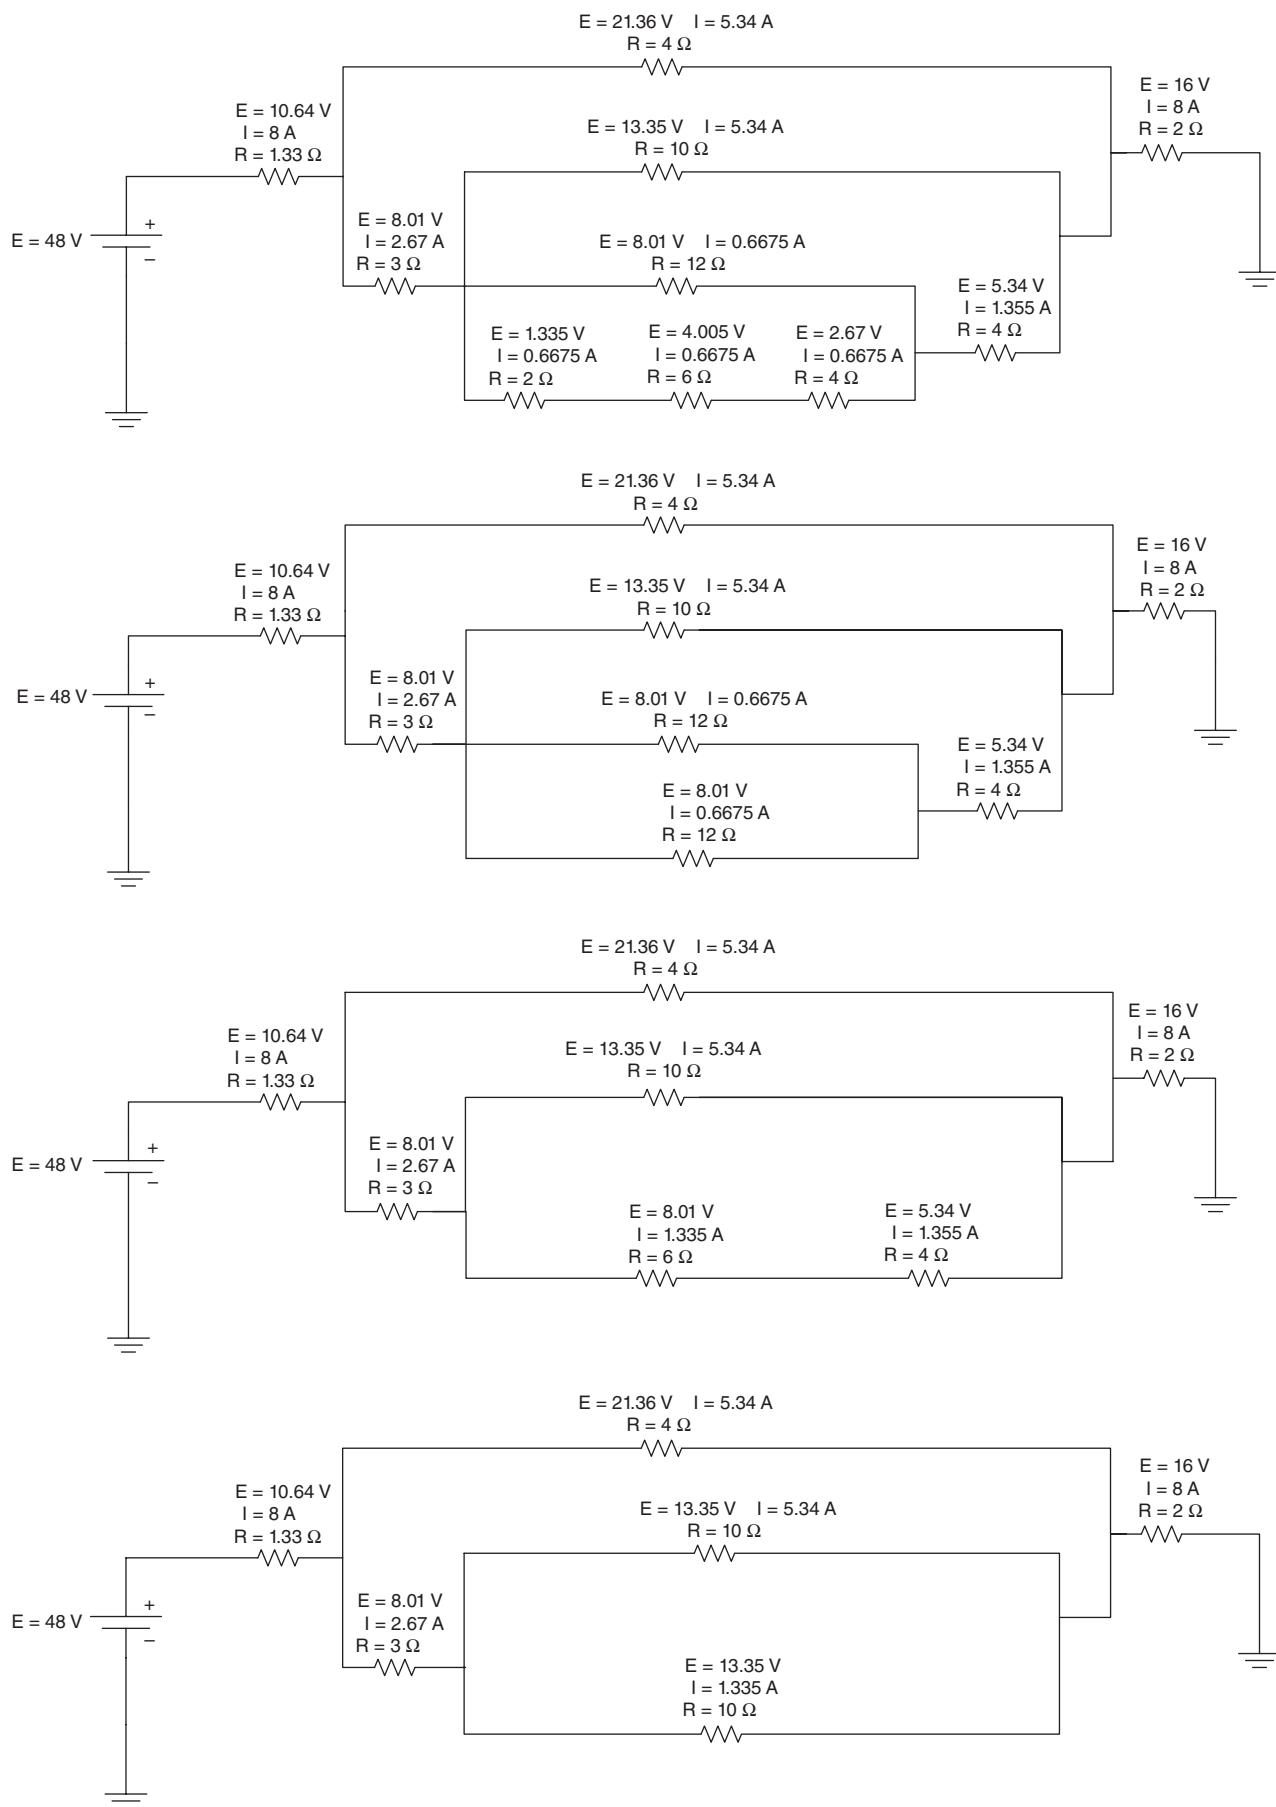 E = 21.36 V I = 5.34 A
R = 4 Ω
E = 10.64 V
I = 8 A
R = 1.33 Ω
E = 13.35 V I = 5.34 A
R = 10 Ω
E = 16 V
I = 8 A
R = 2 Ω
E = 48 V
+
−
E = 8.01 V
I = 2.67 A
R = 3 Ω
E = 8.01 V I = 0.6675 A
R = 12 Ω
E = 5.34 V
I = 1.355 A
R = 4 Ω
E = 1.335 V
I = 0.6675 A
R = 2 Ω
E = 4.005 V
I = 0.6675 A
R = 6 Ω
E = 2.67 V
I = 0.6675 A
R = 4 Ω
E = 21.36 V I = 5.34 A
R = 4 Ω
E = 10.64 V
I = 8 A
R = 1.33 Ω
E = 13.35 V I = 5.34 A
R = 10 Ω
E = 16 V
I = 8 A
R = 2 Ω
E = 48 V
+
−
E = 8.01 V
I = 2.67 A
R = 3 Ω
E = 8.01 V I = 0.6675 A
R = 12 Ω
E = 5.34 V
I = 1.355 A
R = 4 Ω
E = 8.01 V
I = 0.6675 A
R = 12 Ω
E = 21.36 V I = 5.34 A
R = 4 Ω
E = 10.64 V
I = 8 A
R = 1.33 Ω
E = 13.35 V I = 5.34 A
R = 10 Ω
E = 16 V
I = 8 A
R = 2 Ω
E = 48 V
+
−
E = 8.01 V
I = 2.67 A
R = 3 Ω
E = 8.01 V
I = 1.335 A
R = 6 Ω
E = 5.34 V
I = 1.355 A
R = 4 Ω
E = 21.36 V I = 5.34 A
R = 4 Ω
E = 10.64 V
I = 8 A
R = 1.33 Ω
E = 13.35 V I = 5.34 A
R = 10 Ω
E = 16 V
I = 8 A
R = 2 Ω
E = 48 V
+
−
E = 8.01 V
I = 2.67 A
R = 3 Ω
E = 13.35 V
I = 1.335 A
R = 10 Ω